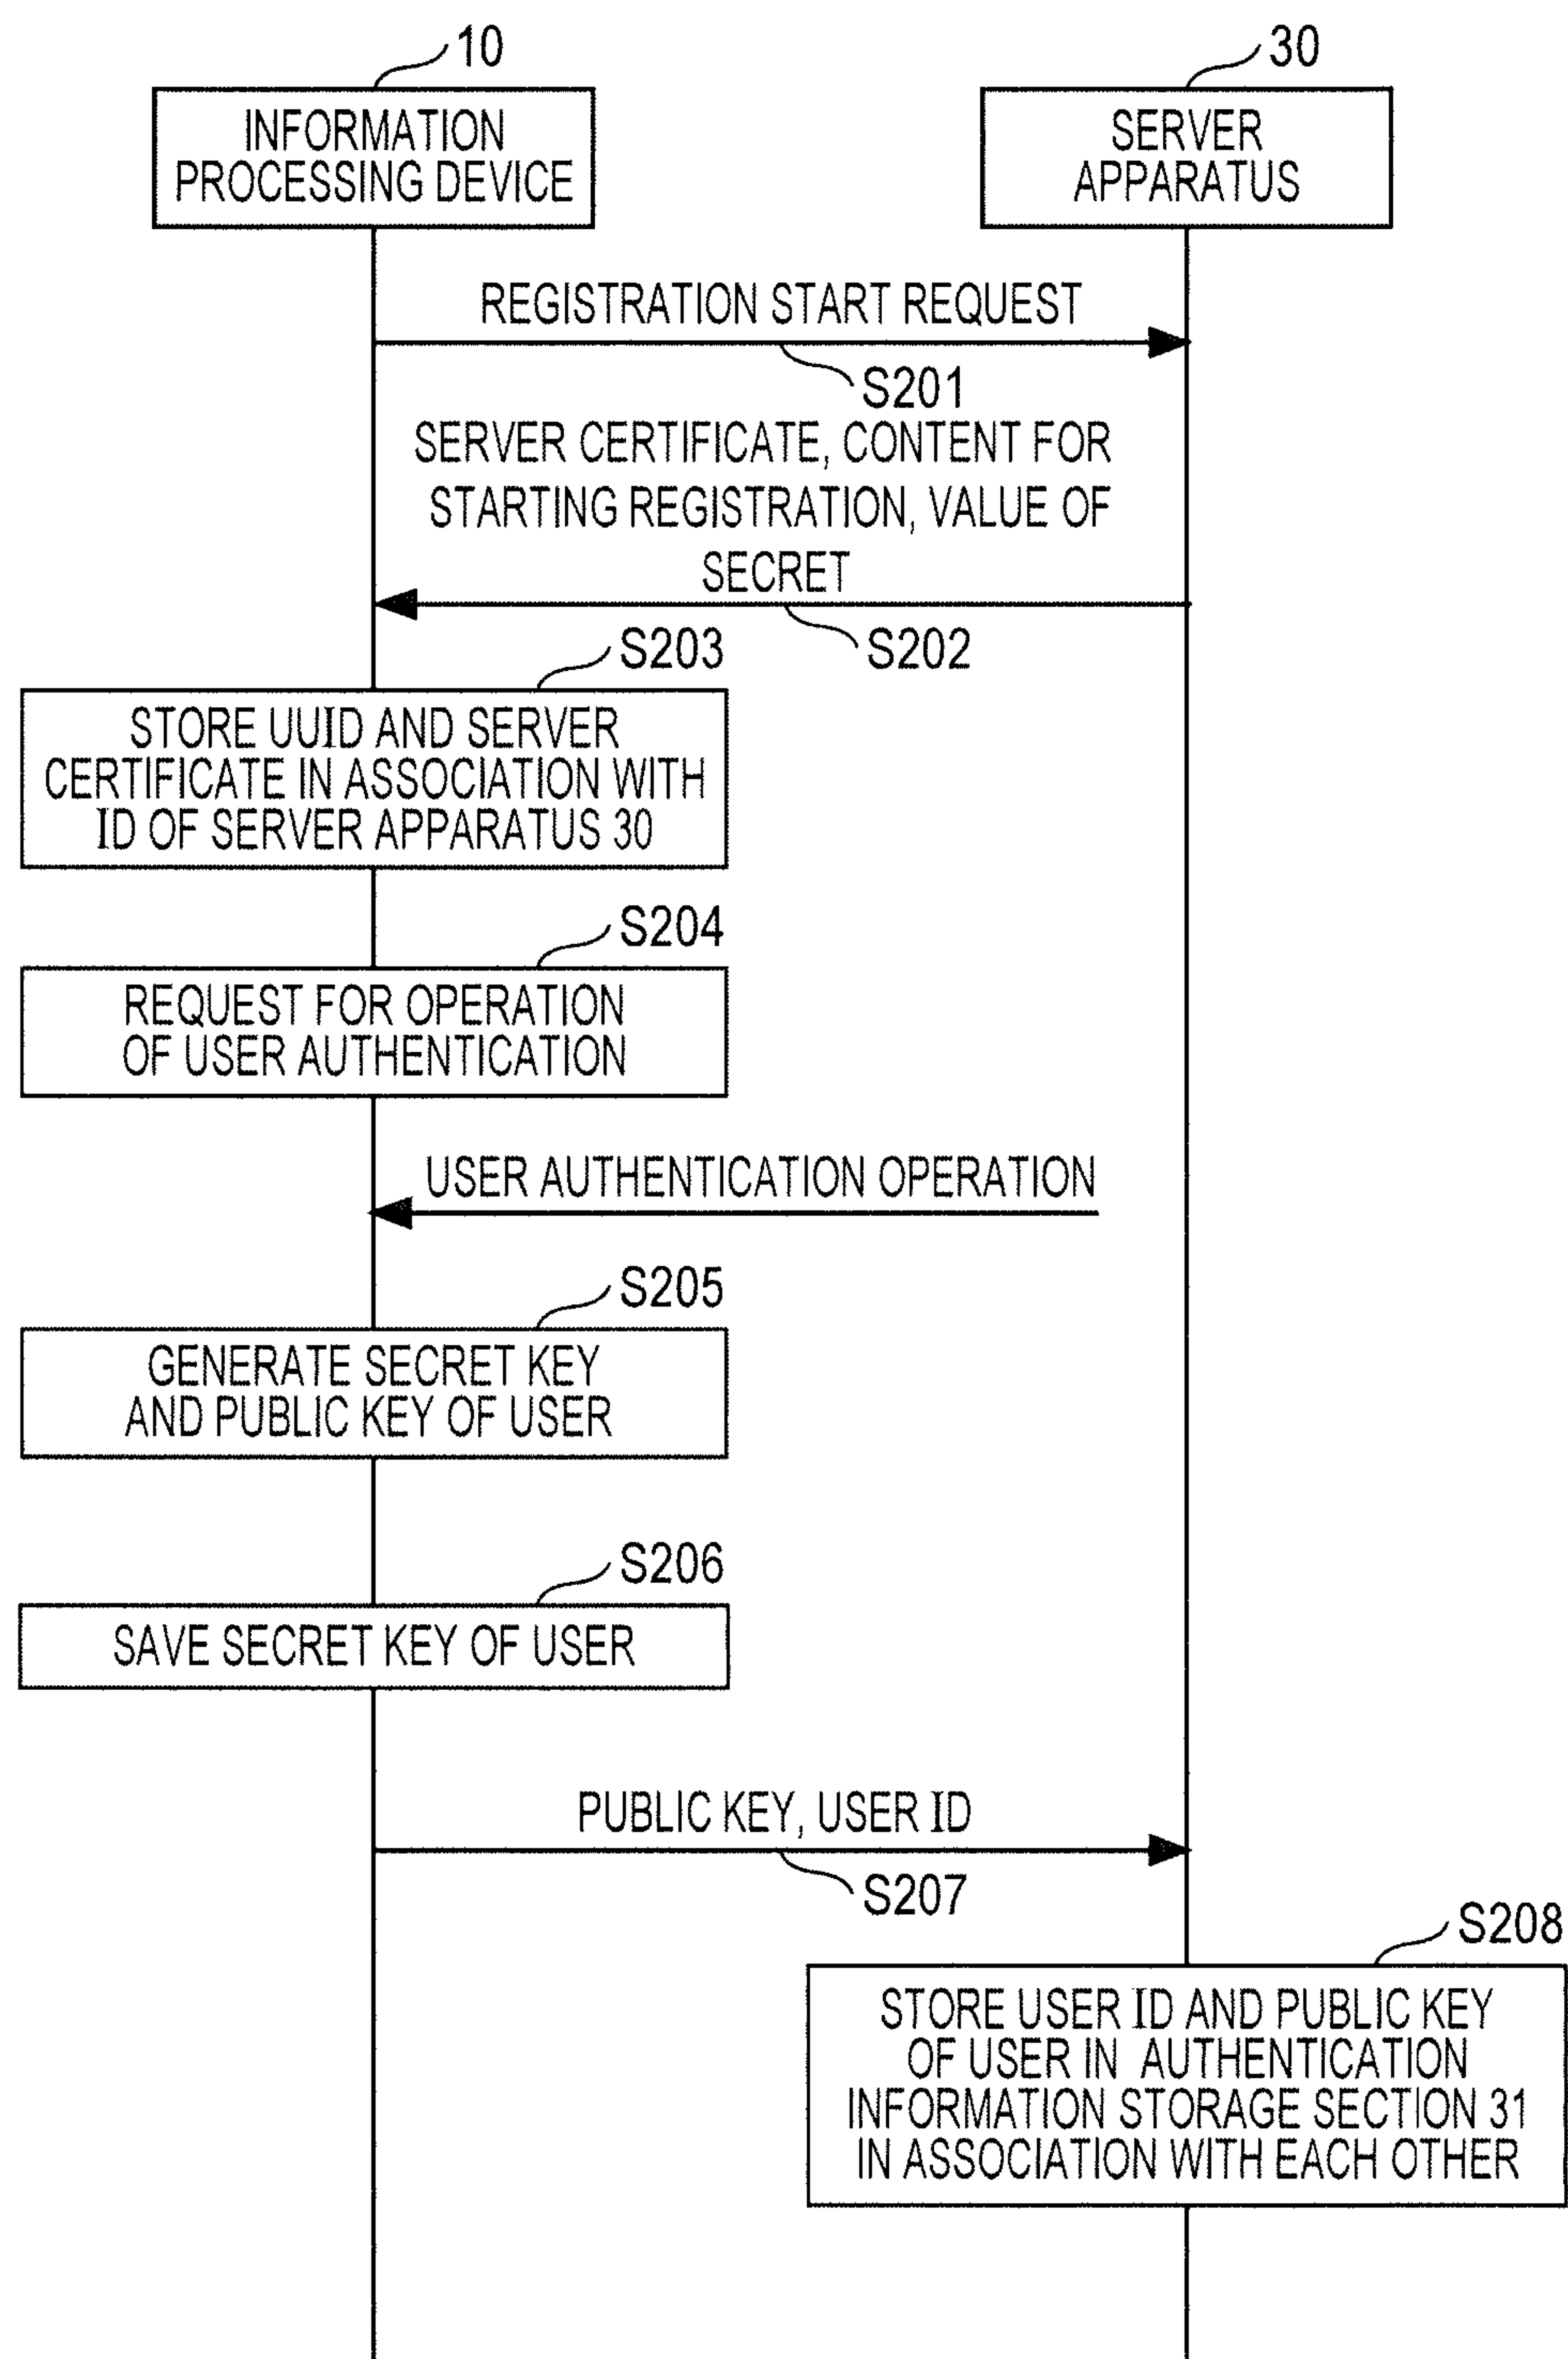 10
30
INFORMATION
PROCESSING DEVICE
SERVER
APPARATUS
REGISTRATION START REQUEST
S201
SERVER CERTIFICATE, CONTENT FOR
STARTING REGISTRATION, VALUE OF
SECRET
S202
S203
STORE UUID AND SERVER
CERTIFICATE IN ASSOCIATION WITH
ID OF SERVER APPARATUS 30
S204
REQUEST FOR OPERATION
OF USER AUTHENTICATION
USER AUTHENTICATION OPERATION
S205
GENERATE SECRET KEY
AND PUBLIC KEY OF USER
S206
SAVE SECRET KEY OF USER
PUBLIC KEY, USER ID
S207
S208
STORE USER ID AND PUBLIC KEY
OF USER IN AUTHENTICATION
INFORMATION STORAGE SECTION 31
IN ASSOCIATION WITH EACH OTHER